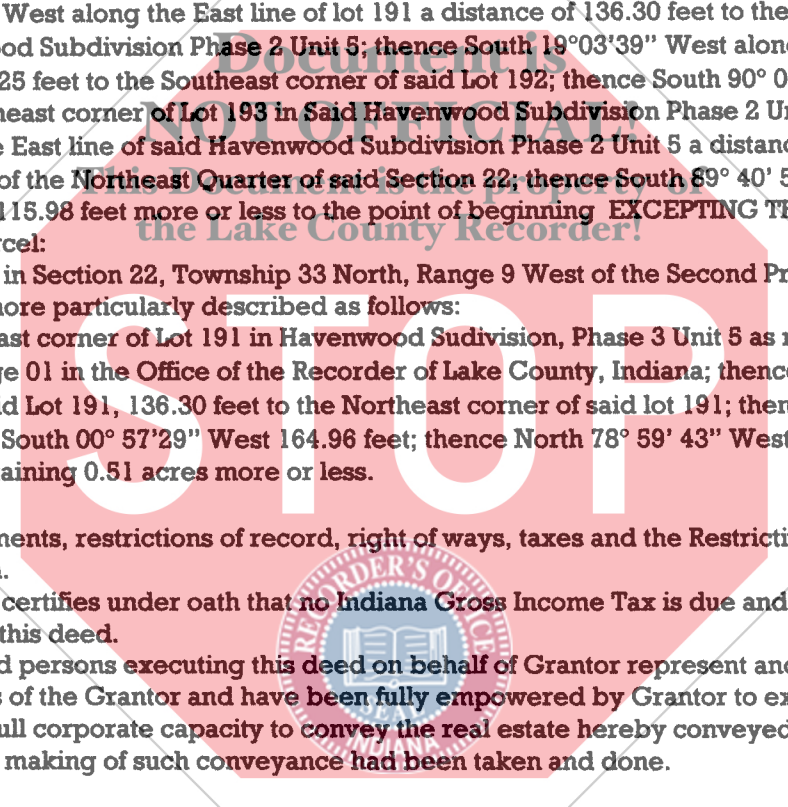 West along the East line of lot 191 a distance of 136.30 feet to the
od Subdivision Phase 2 Unit 5; thence South 19°03'39" West along
25 feet to the Southeast corner of said Lot 192; thence South 90° 0
heast corner of Lot 193 in Said Havenwood Subdivision Phase 2 Un
e East line of said Havenwood Subdivision Phase 2 Unit 5 a distanc
of the Northeast Quarter of said Section 22; thence South 89° 40' 5
115.98 feet more or less to the point of beginning EXCEPTING TH
rcel:
in Section 22, Township 33 North, Range 9 West of the Second Pr
more particularly described as follows:
ast corner of Lot 191 in Havenwood Sudivision, Phase 3 Unit 5 as r
ge 01 in the Office of the Recorder of Lake County, Indiana; thence
id Lot 191, 136.30 feet to the Northeast corner of said lot 191; then
South 00° 57'29" West 164.96 feet; thence North 78° 59' 43" West
aining 0.51 acres more or less.
nents, restrictions of record, right of ways, taxes and the Restricti
.
certifies under oath that no Indiana Gross Income Tax is due and
this deed.
d persons executing this deed on behalf of Grantor represent and
s of the Grantor and have been fully empowered by Grantor to ex
ull corporate capacity to convey the real estate hereby conveyed
making of such conveyance had been taken and done.
Document is
NOT OFFICIAL!
This Document is the property of
the Lake County Recorder!
STOP
RECORDER'S OFFICE
SEAL
INDIANA